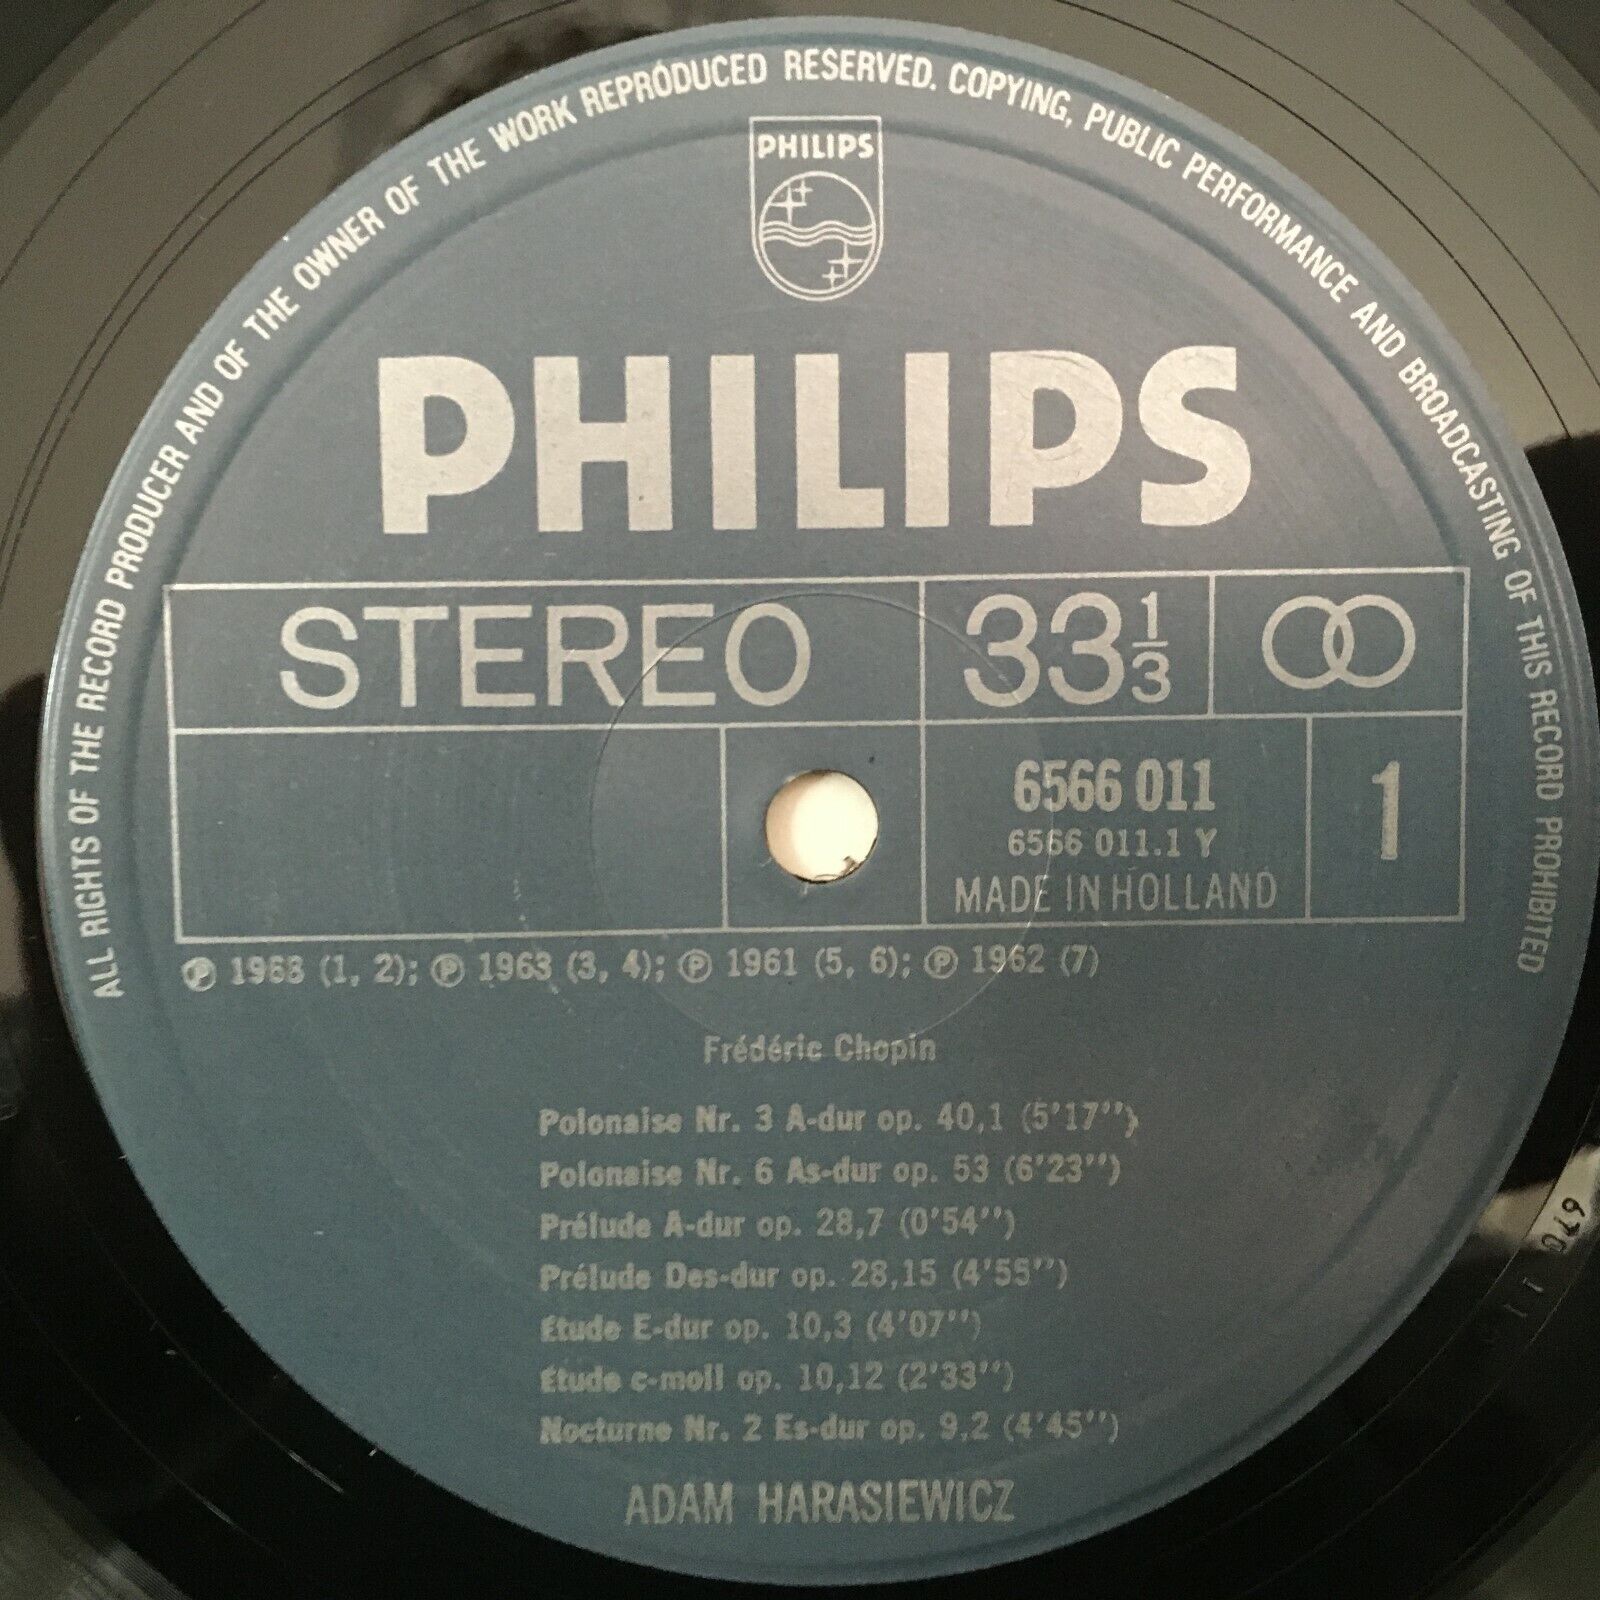 ALL RIGHTS OF THE RECORD PRODUCER AND OF THE OWNER OF THE WORK REPRODUCED RESERVED. COPYING, PUBLIC PERFORMANCE AND BROADCASTING OF THIS RECORD PROHIBITED
PHILIPS
PHILIPS
STEREO 33 1/3
6566 011 1
6566 011.1 Y
MADE IN HOLLAND
℗ 1968 (1, 2); ℗ 1963 (3, 4); ℗ 1961 (5, 6); ℗ 1962 (7)
Frédéric Chopin
Polonaise Nr. 3 A-dur op. 40,1 (5'17'')
Polonaise Nr. 6 As-dur op. 53 (6'23'')
Prélude A-dur op. 28,7 (0'54'')
Prélude Des-dur op. 28,15 (4'55'')
Étude E-dur op. 10,3 (4'07'')
Étude c-moll op. 10,12 (2'33'')
Nocturne Nr. 2 Es-dur op. 9,2 (4'45'')
ADAM HARASIEWICZ
670